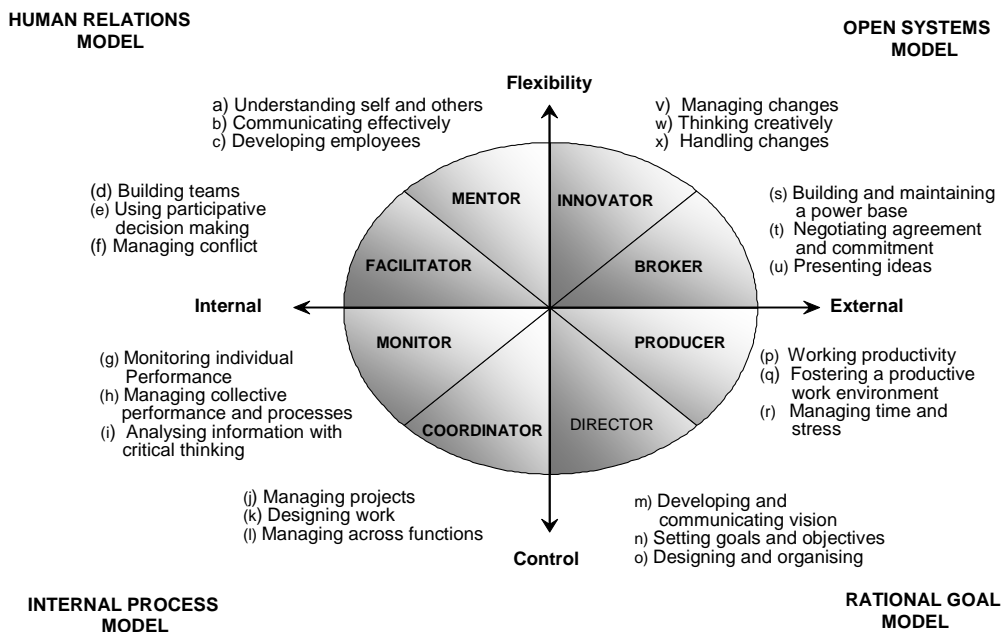 HUMAN RELATIONS
MODEL
OPEN SYSTEMS
MODEL
Flexibility
a) Understanding self and others
b) Communicating effectively
c) Developing employees
v) Managing changes
w) Thinking creatively
x) Handling changes
(d) Building teams
(e) Using participative
decision making
(f) Managing conflict
MENTOR
INNOVATOR
(s) Building and maintaining
a power base
(t) Negotiating agreement
and commitment
(u) Presenting ideas
FACILITATOR
BROKER
Internal
External
MONITOR
PRODUCER
(g) Monitoring individual
Performance
(h) Managing collective
performance and processes
(i) Analysing information with
critical thinking
(p) Working productivity
(q) Fostering a productive
work environment
(r) Managing time and
stress
COORDINATOR
DIRECTOR
(j) Managing projects
(k) Designing work
(l) Managing across functions
m) Developing and
communicating vision
n) Setting goals and objectives
o) Designing and organising
Control
INTERNAL PROCESS
MODEL
RATIONAL GOAL
MODEL